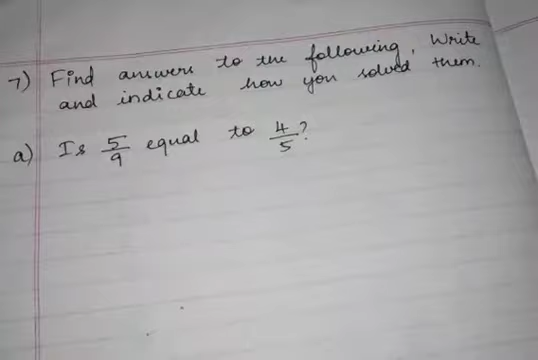 7) Find answers to the following. Write
and indicate how you solved them.
a) Is 5/9 equal to 4/5?